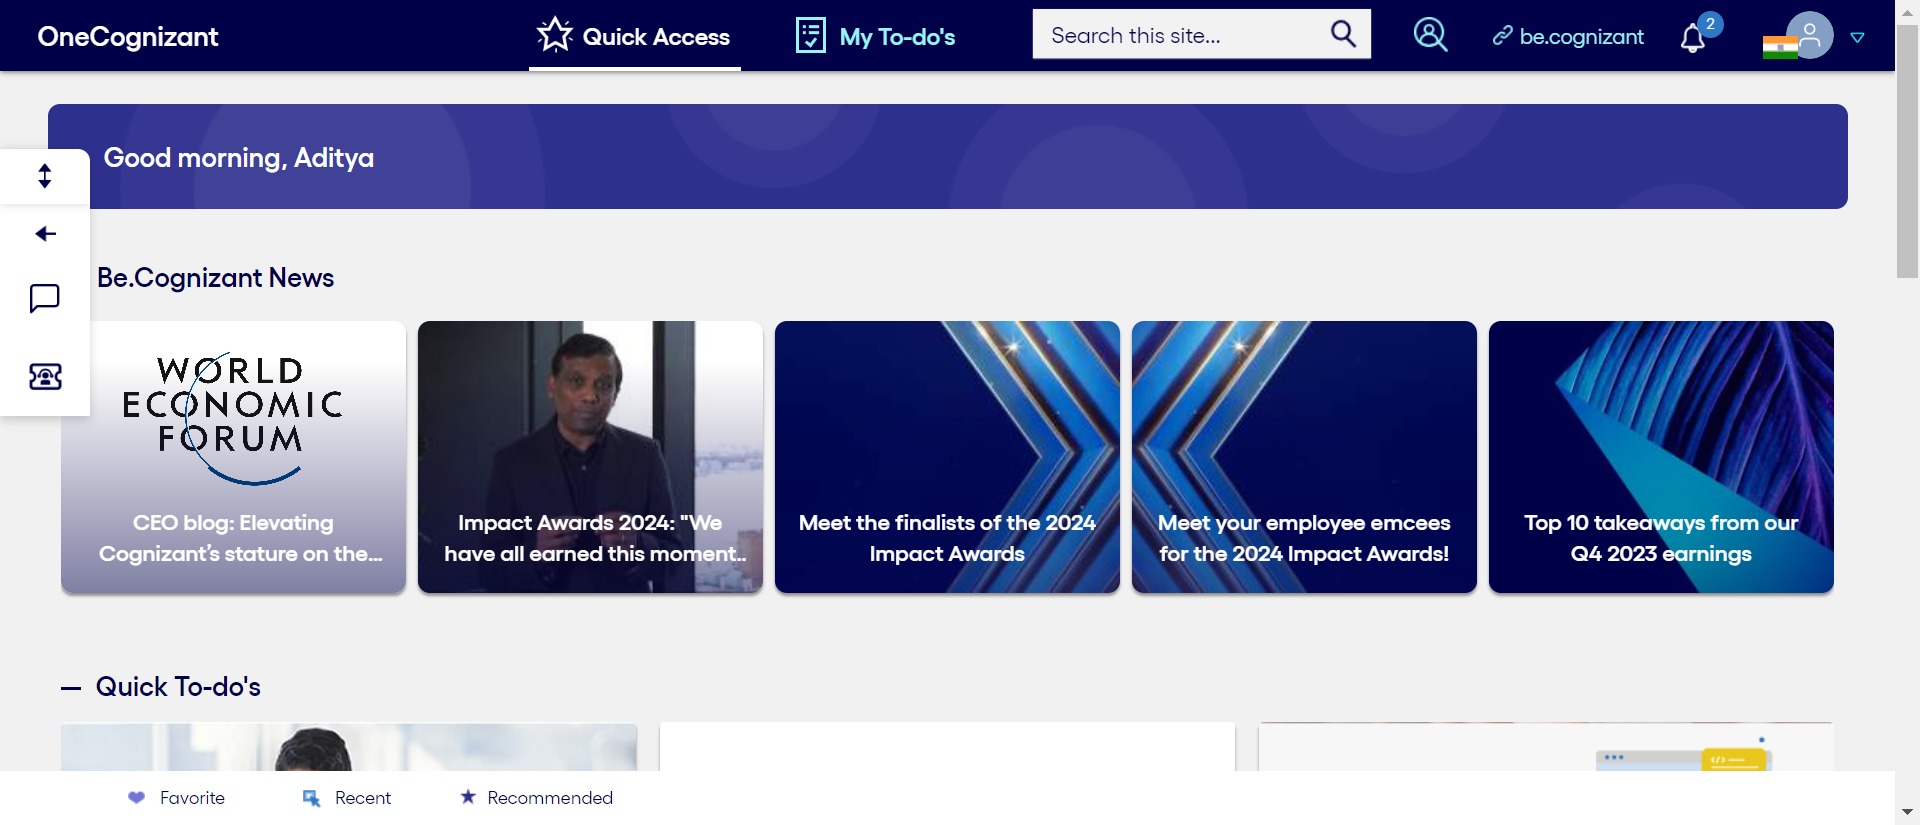 OneCognizant
Quick Access
My To-do's
Search this site...
be.cognizant
2
Good morning, Aditya
Be.Cognizant News
WORLD
ECONOMIC
FORUM
CEO blog: Elevating
Cognizant's stature on the...
Impact Awards 2024: "We
have all earned this moment..
Meet the finalists of the 2024
Impact Awards
Meet your employee emcees
for the 2024 Impact Awards!
Top 10 takeaways from our
Q4 2023 earnings
Quick To-do's
Favorite
Recent
Recommended